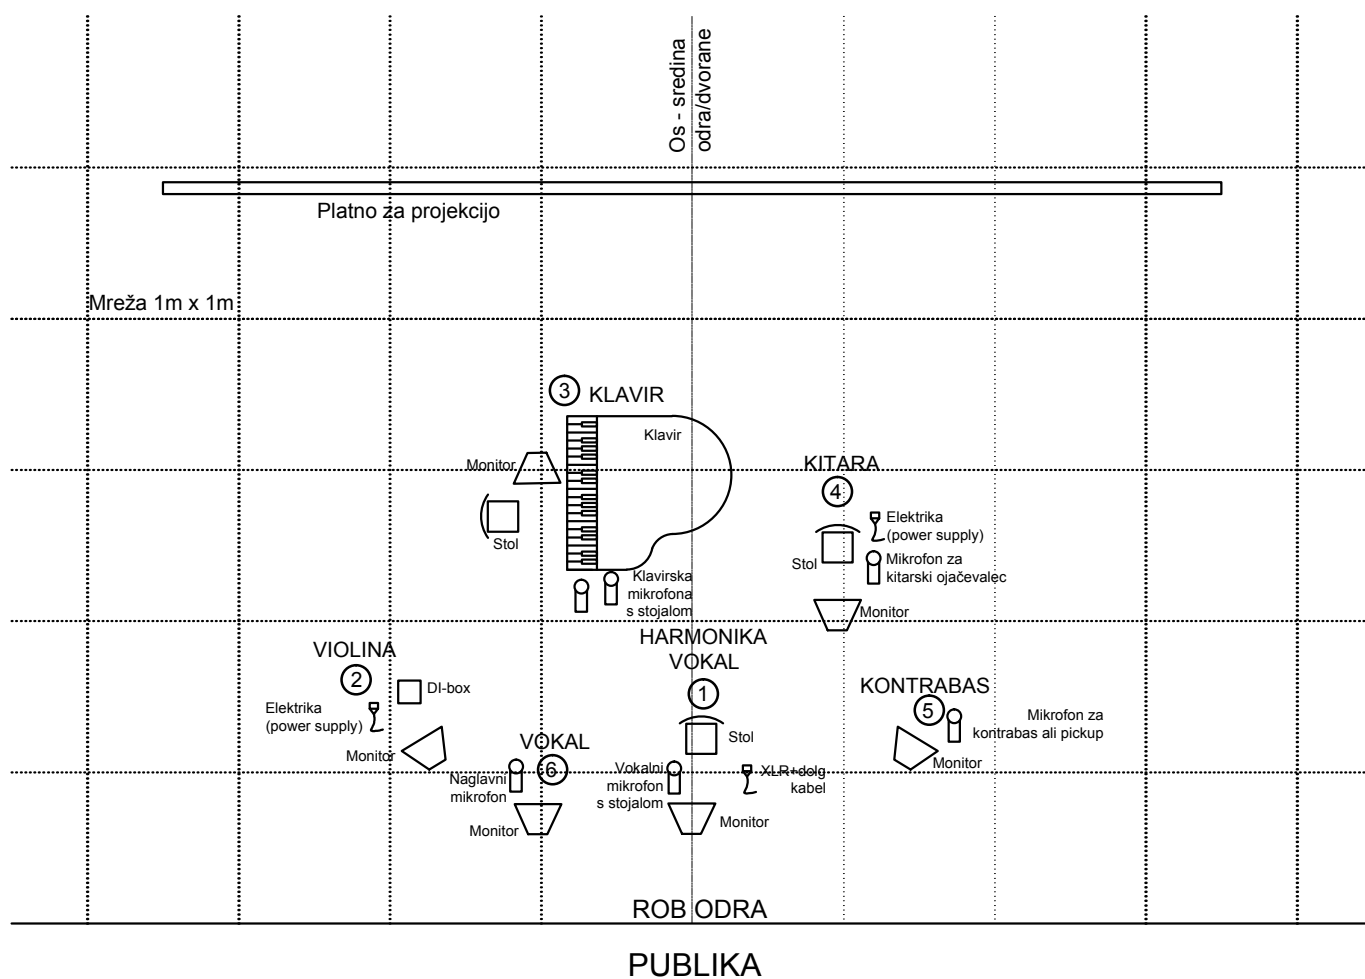 Os - sredina
odra/dvorane
Platno za projekcijo
Mreža 1m x 1m
3
KLAVIR
Klavir
Monitor
Stol
Klavirska
mikrofona
s stojalom
KITARA
4
Elektrika
(power supply)
Stol
Mikrofon za
kitarski ojačevalec
Monitor
HARMONIKA
VOKAL
1
Stol
VIOLINA
2
DI-box
Elektrika
(power supply)
Monitor
VOKAL
6
Naglavni
mikrofon
Monitor
Vokalni
mikrofon
s stojalom
XLR+dolg
kabel
Monitor
KONTRABAS
5
Mikrofon za
kontrabas ali pickup
Monitor
ROB ODRA
PUBLIKA